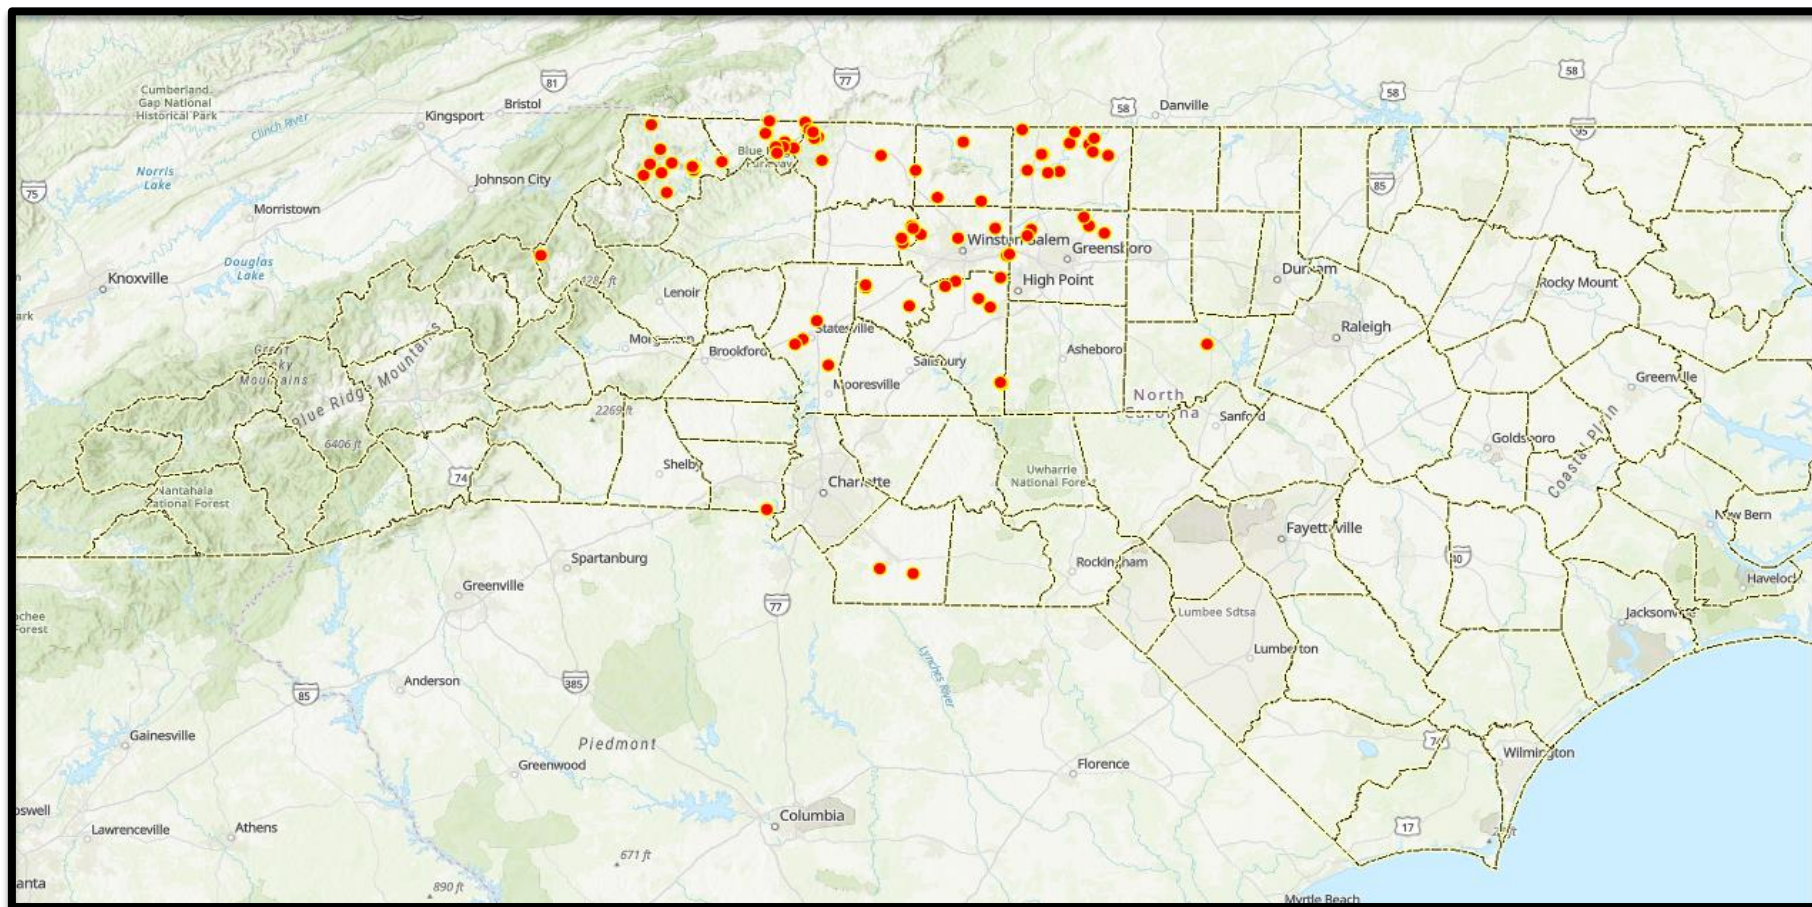 58
77
81
Cumberland
Gap National
Historical Park
Bristol
58
58
Danville
Kingsport
Clinch River
85
Norris
Lake
Johnson City
75
85
Morristown
Knoxville
Douglas
Lake
Winston-Salem
Greensboro
High Point
Durham
Rocky Mount
Lenoir
Statesville
Raleigh
Brookford
Asheboro
Salisbury
Mooresville
Greenville
Blue Ridge Mountains
North
Carolina
2269 ft
Sanford
6406 ft
Goldsboro
Coastal Plain
Shelby
74
Charlotte
Uwharrie
National Forest
Nantahala
National Forest
New Bern
Fayetteville
Spartanburg
Rockingham
40
Greenville
Havelock
77
Lumbee Sdtsa
Jacksonville
Lumberton
Lynches River
Anderson
385
85
Gainesville
Piedmont
74
Wilmington
Greenwood
Florence
Columbia
17
Lawrenceville
Athens
671 ft
890 ft
Myrtle Beach